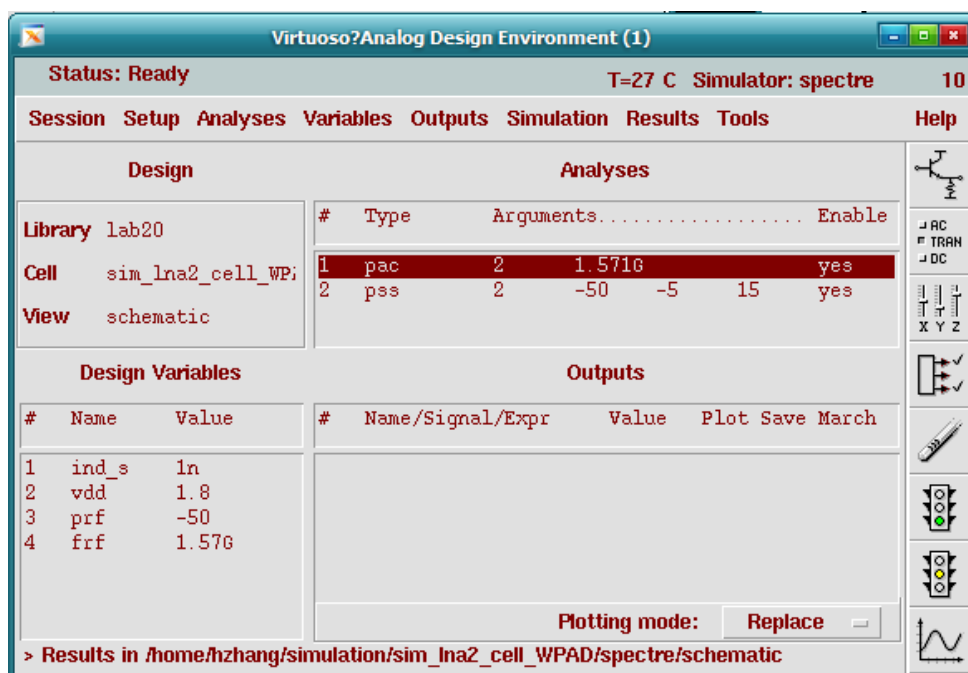 Virtuoso?Analog Design Environment (1)
Status: Ready T=27 C Simulator: spectre 10
Session Setup Analyses Variables Outputs Simulation Results Tools Help
Design
Library lab20
Cell sim_lna2_cell_WP
View schematic
Analyses
# Type Arguments................... Enable
1 pac 2 1.571G yes
2 pss 2 -50 -5 15 yes
Design Variables
# Name Value
1 ind_s 1n
2 vdd 1.8
3 prf -50
4 frf 1.57G
Outputs
# Name/Signal/Expr Value Plot Save March
Plotting mode: Replace
> Results in /home/hzhang/simulation/sim_lna2_cell_WPAD/spectre/schematic
AC
TRAN
DC
X Y Z